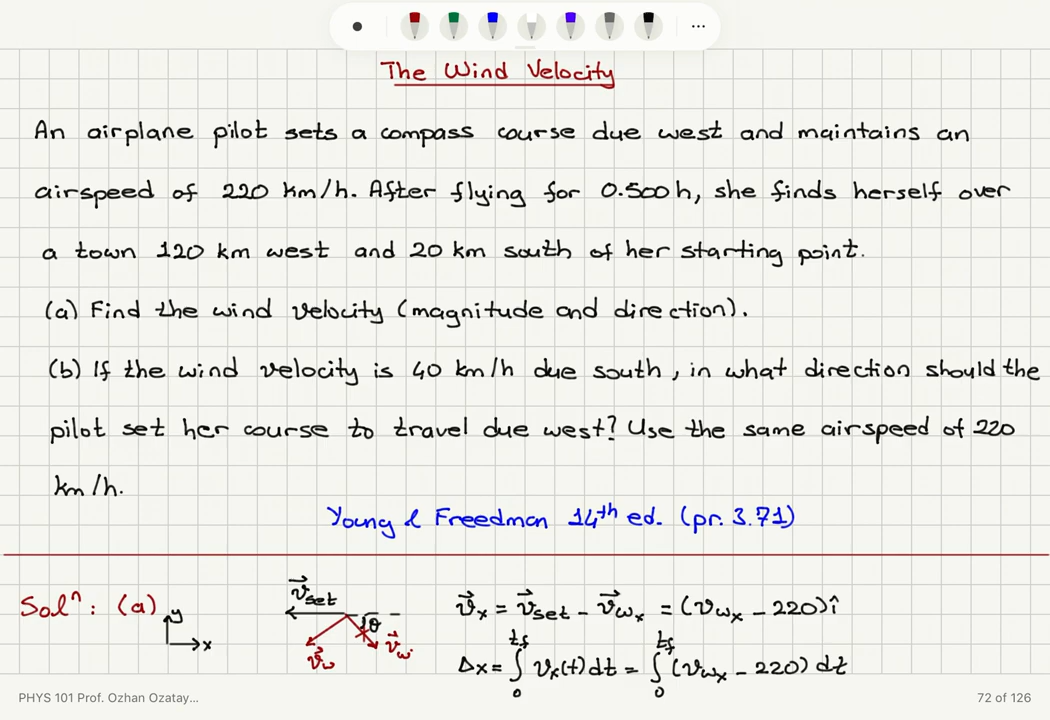 The Wind Velocity
An airplane pilot sets a compass course due west and maintains an
airspeed of 220 km/h. After flying for 0.500 h, she finds herself over
a town 120 km west and 20 km south of her starting point.
(a) Find the wind velocity (magnitude and direction).
(b) If the wind velocity is 40 km/h due south, in what direction should the
pilot set her course to travel due west? Use the same airspeed of 220
km/h.
Young & Freedman 14th ed. (pr. 3.71)
Solⁿ: (a) y x v⃗set θ v⃗w v⃗w v⃗x = v⃗set - v⃗wx = (vwx - 220)î
Δx = ∫₀^tf vx(t)dt = ∫₀^tf (vwx - 220) dt
PHYS 101 Prof. Ozhan Ozatay... 72 of 126